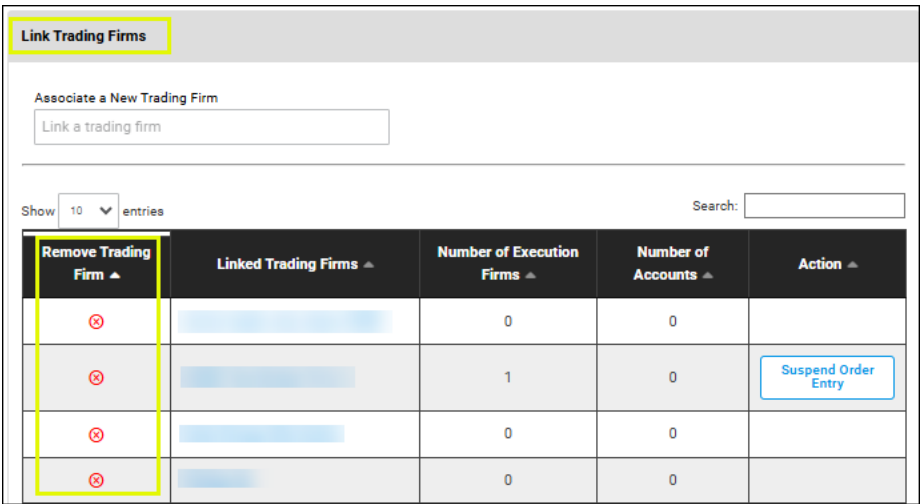 Link Trading Firms
Associate a New Trading Firm
Link a trading firm
Show 10 entries
Search:
Remove Trading
Firm
Linked Trading Firms
Number of Execution
Firms
Number of
Accounts
Action
0 0
1 0 Suspend Order
Entry
0 0
0 0